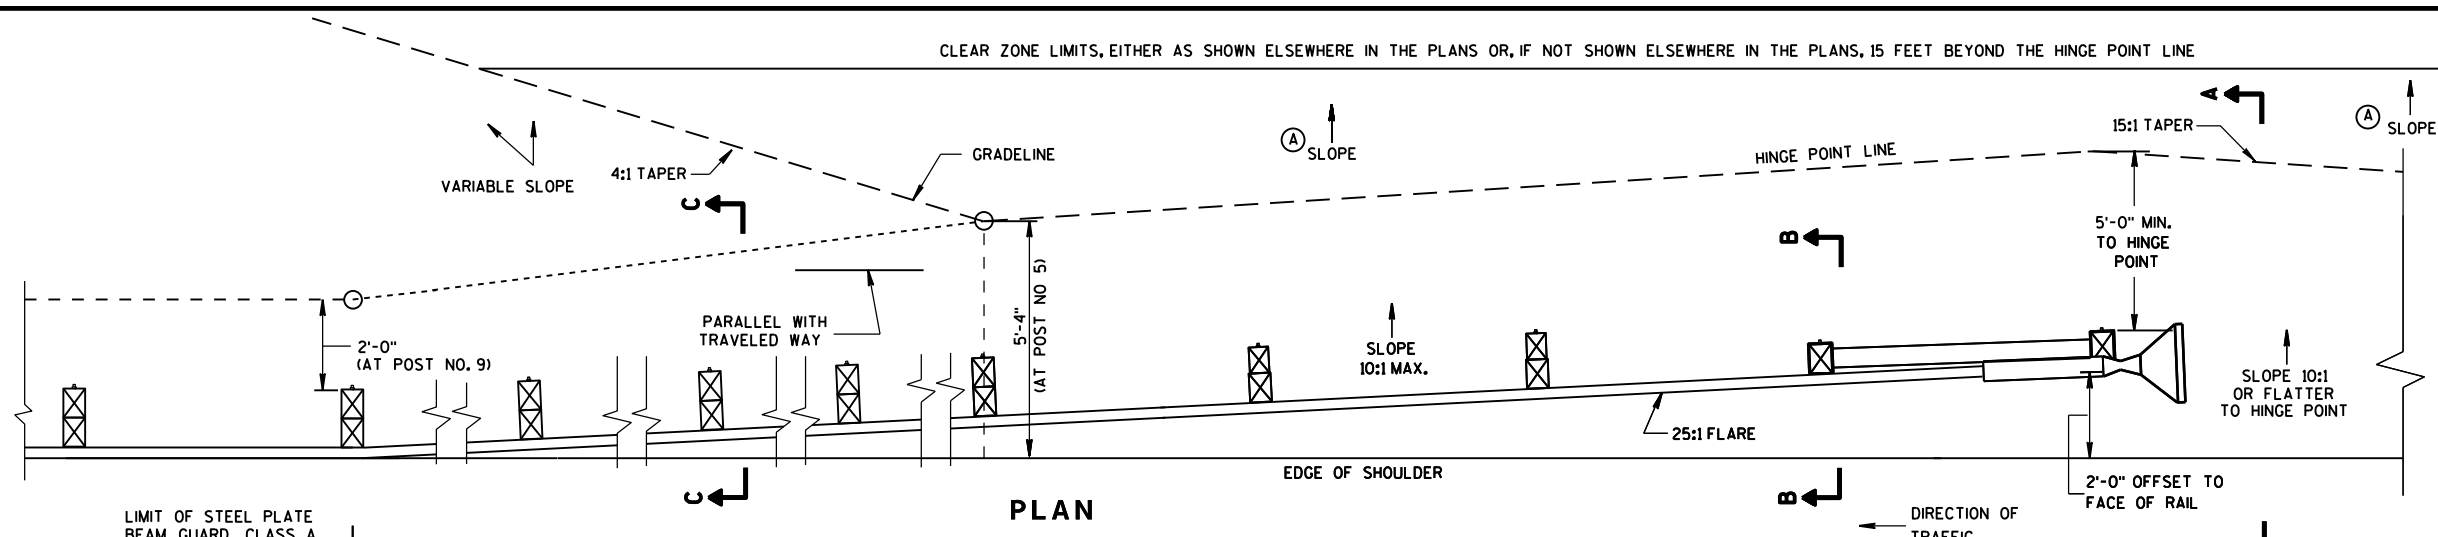 CLEAR ZONE LIMITS, EITHER AS SHOWN ELSEWHERE IN THE PLANS OR, IF NOT SHOWN ELSEWHERE IN THE PLANS, 15 FEET BEYOND THE HINGE POINT LINE
A
A
SLOPE
15:1 TAPER
A
SLOPE
HINGE POINT LINE
GRADELINE
4:1 TAPER
VARIABLE SLOPE
C
B
5'-0" MIN.
TO HINGE
POINT
5'-4"
(AT POST NO 5)
PARALLEL WITH
TRAVELED WAY
2'-0"
(AT POST NO. 9)
SLOPE
10:1 MAX.
SLOPE 10:1
OR FLATTER
TO HINGE POINT
25:1 FLARE
EDGE OF SHOULDER
2'-0" OFFSET TO
FACE OF RAIL
C
B
PLAN
LIMIT OF STEEL PLATE
BEAM GUARD, CLASS A
DIRECTION OF
TRAFFIC